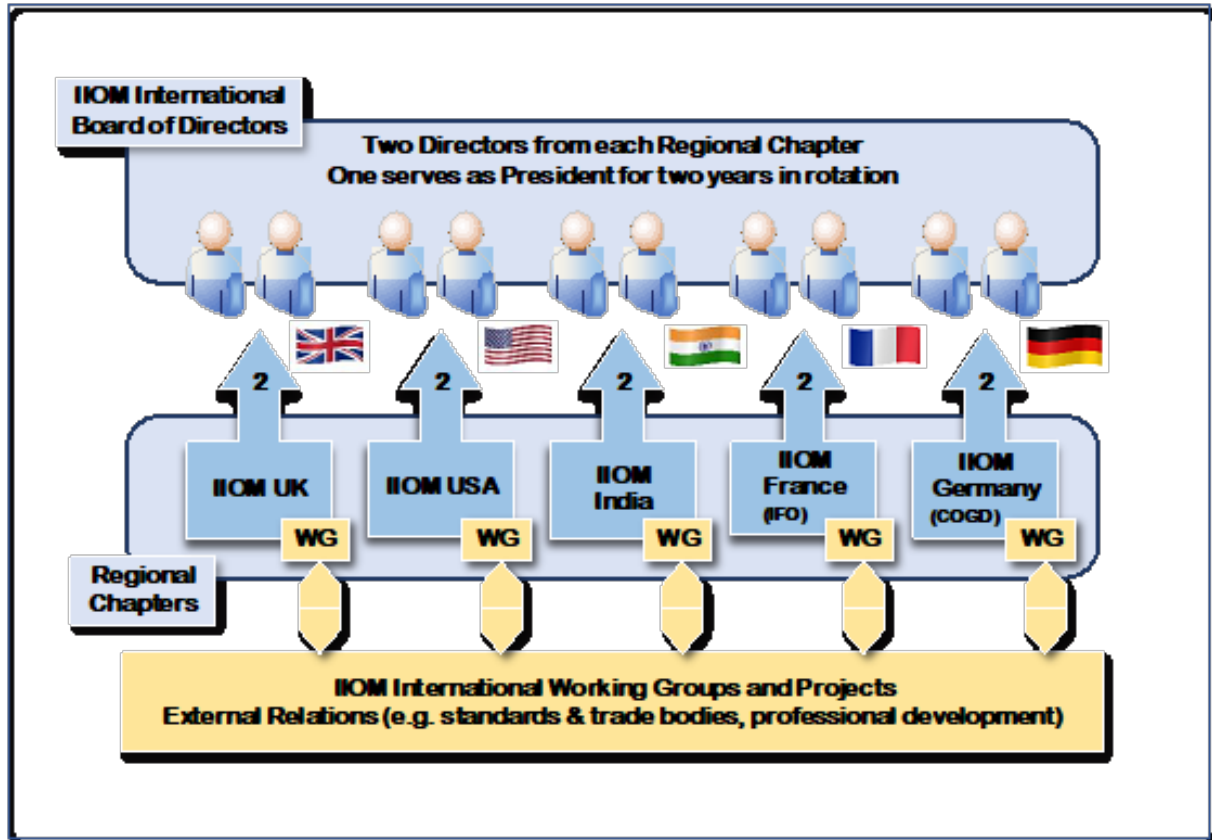 IIOM International
Board of Directors
Two Directors from each Regional Chapter
One serves as President for two years in rotation
2
2
2
2
2
IIOM UK
IIOM USA
IIOM
India
IIOM
France
(IFO)
IIOM
Germany
(COGD)
WG
WG
WG
WG
WG
Regional
Chapters
IIOM International Working Groups and Projects
External Relations (e.g. standards & trade bodies, professional development)